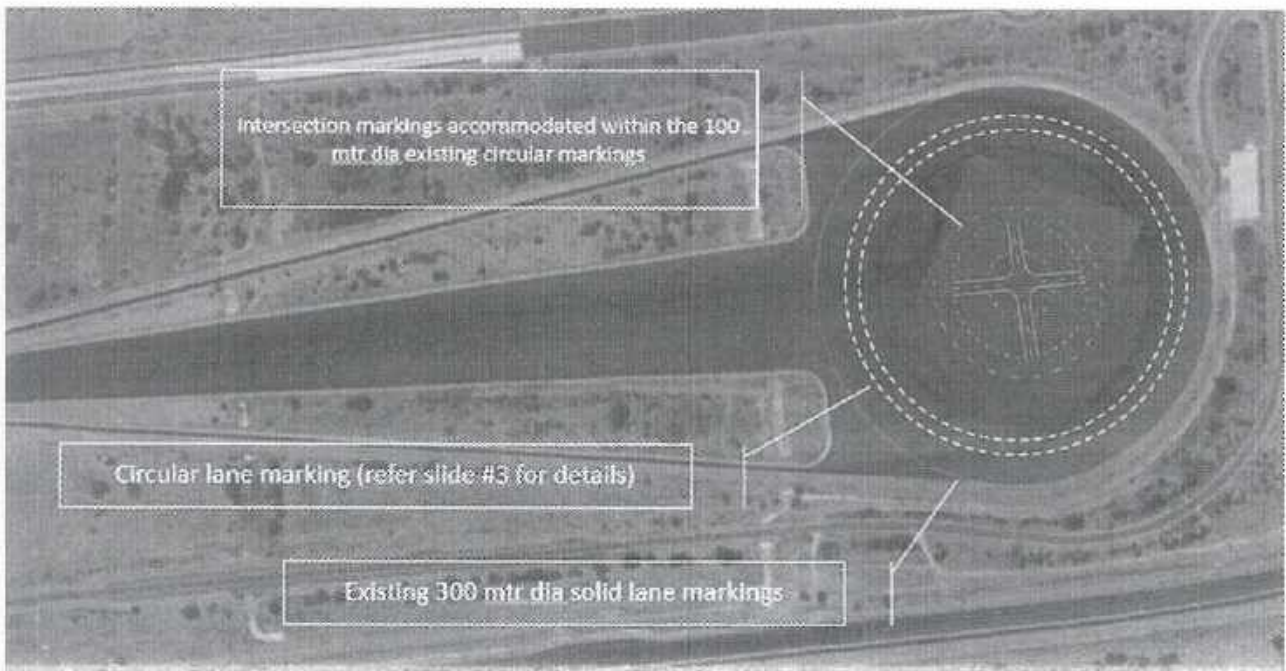 Intersection markings accommodated within the 100
mtr dia existing circular markings
Circular lane marking (refer slide #3 for details)
Existing 300 mtr dia solid lane markings